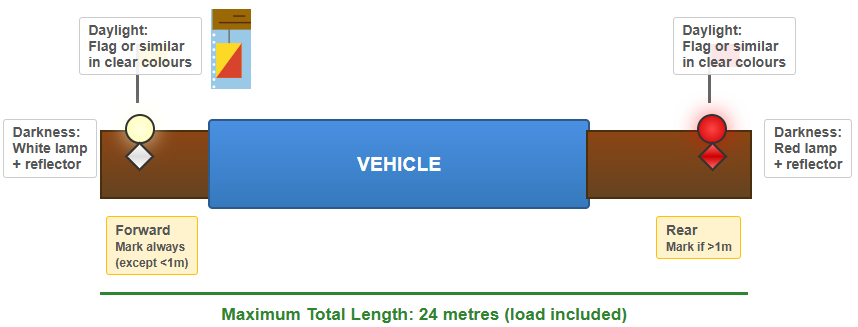 Daylight:
Flag or similar
in clear colours
Daylight:
Flag or similar
in clear colours
Darkness:
White lamp
+ reflector
VEHICLE
Darkness:
Red lamp
+ reflector
Forward
Mark always
(except <1m)
Rear
Mark if >1m
Maximum Total Length: 24 metres (load included)